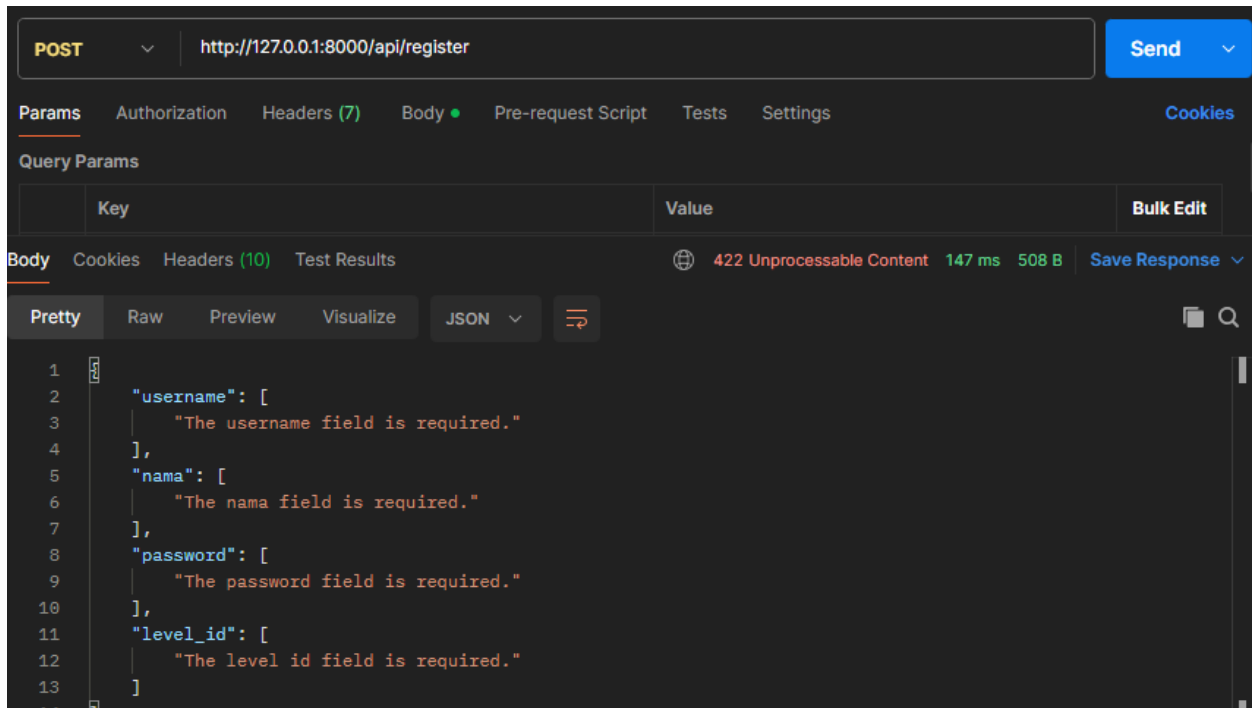 POST http://127.0.0.1:8000/api/register Send
Params Authorization Headers (7) Body Pre-request Script Tests Settings Cookies
Query Params
Key Value Bulk Edit
Body Cookies Headers (10) Test Results 422 Unprocessable Content 147 ms 508 B Save Response
Pretty Raw Preview Visualize JSON
1 {
2 "username": [
3 "The username field is required."
4 ],
5 "nama": [
6 "The nama field is required."
7 ],
8 "password": [
9 "The password field is required."
10 ],
11 "level_id": [
12 "The level id field is required."
13 ]